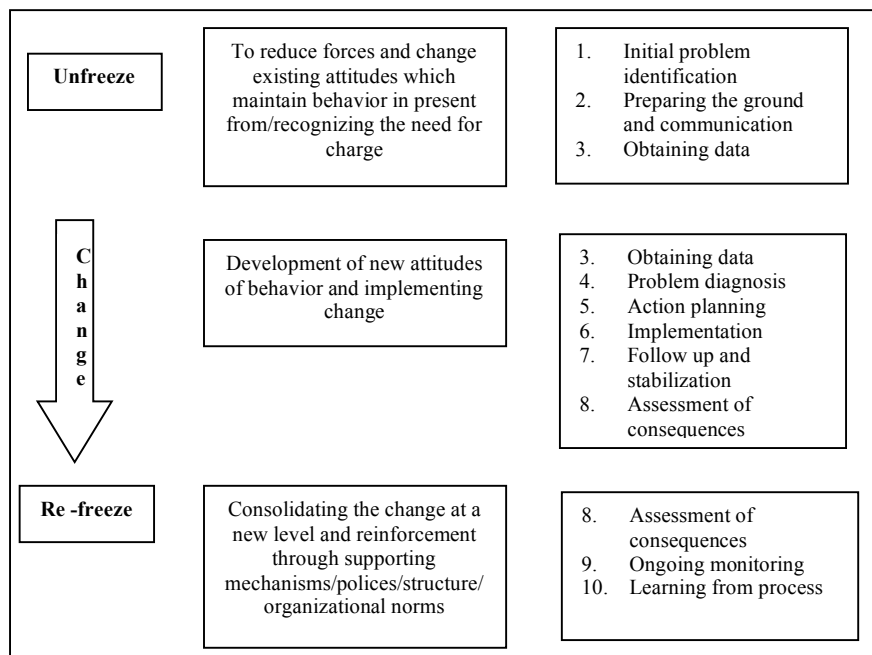 Unfreeze
To reduce forces and change
existing attitudes which
maintain behavior in present
from/recognizing the need for
charge
1. Initial problem
identification
2. Preparing the ground
and communication
3. Obtaining data
C
h
a
n
g
e
Development of new attitudes
of behavior and implementing
change
3. Obtaining data
4. Problem diagnosis
5. Action planning
6. Implementation
7. Follow up and
stabilization
8. Assessment of
consequences
Re -freeze
Consolidating the change at a
new level and reinforcement
through supporting
mechanisms/polices/structure/
organizational norms
8. Assessment of
consequences
9. Ongoing monitoring
10. Learning from process